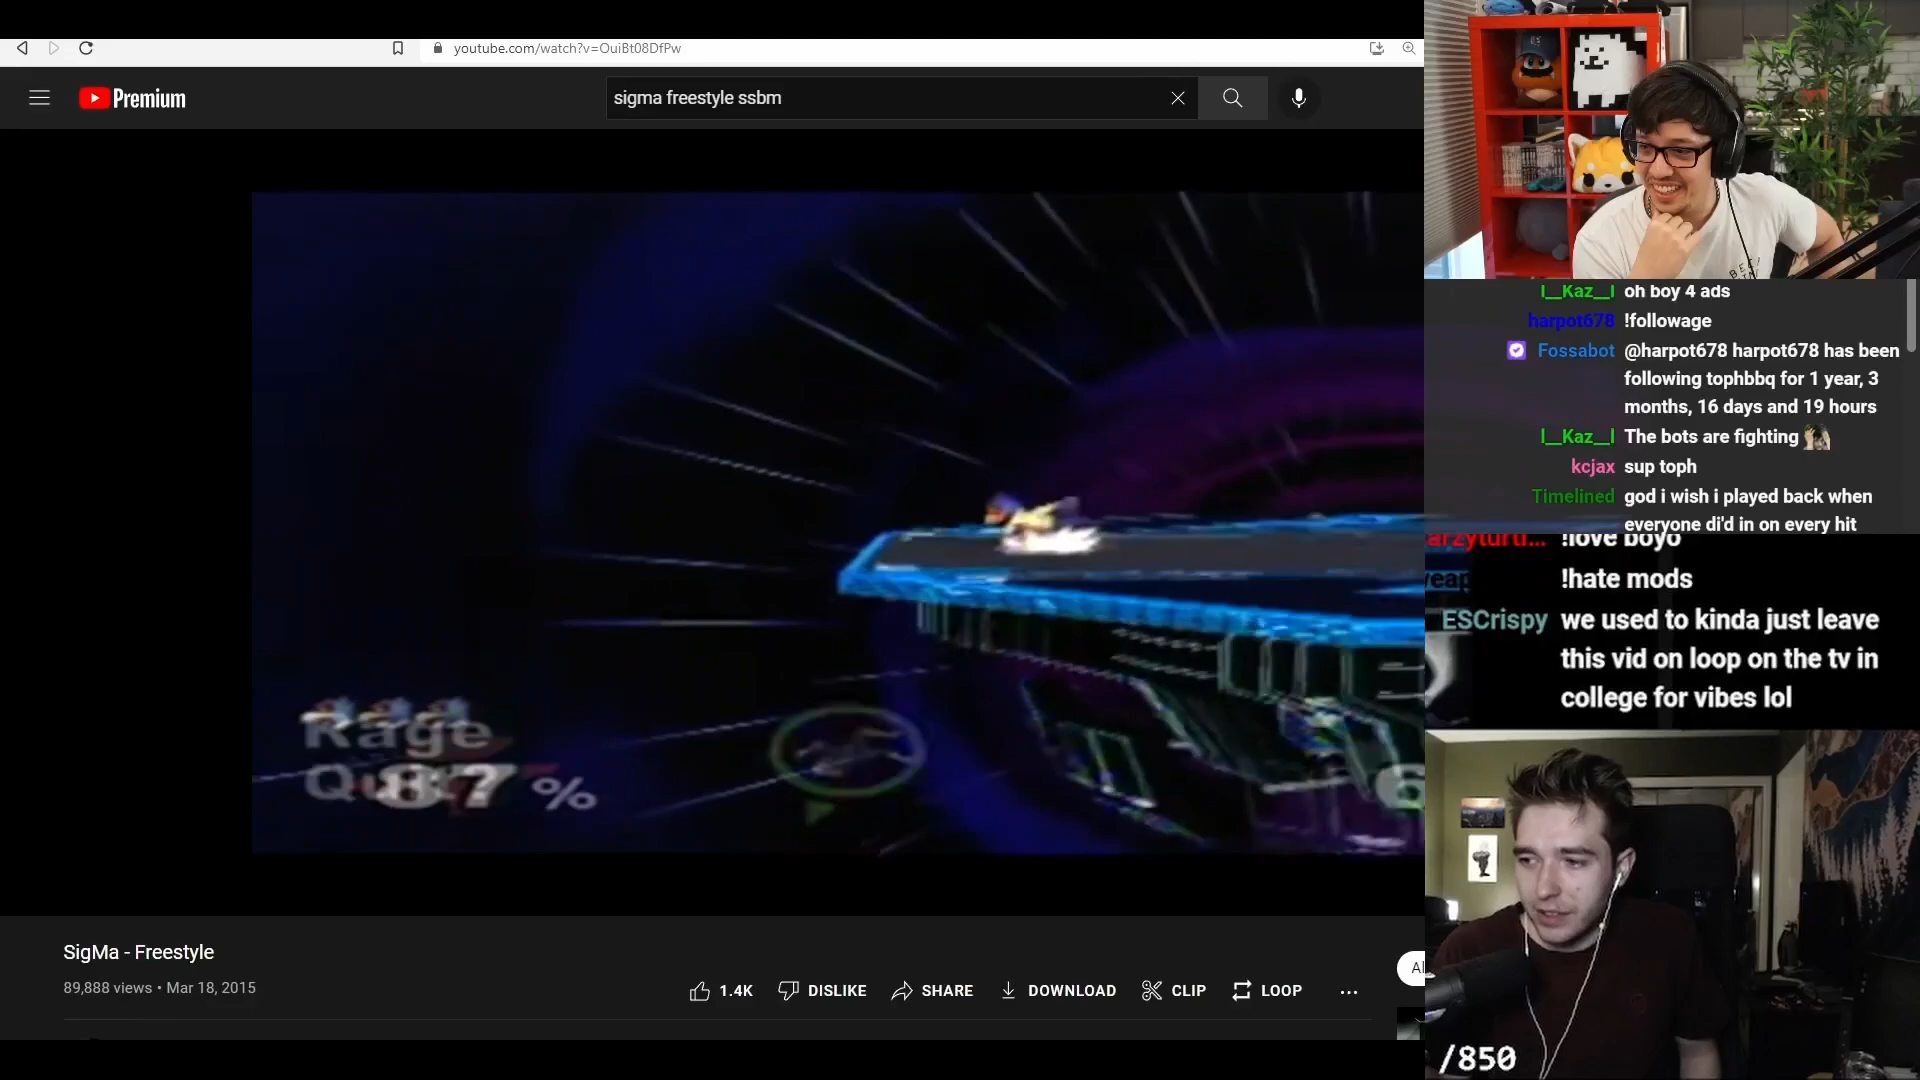 youtube.com/watch?v=OuiBt08DfPw
Premium
sigma freestyle ssbm
Rage
Quit
87 %
SigMa - Freestyle
89,888 views • Mar 18, 2015
1.4K
DISLIKE
SHARE
DOWNLOAD
CLIP
LOOP
l__Kaz__l oh boy 4 ads
harpot678 !followage
Fossabot @harpot678 harpot678 has been
following tophbbq for 1 year, 3
months, 16 days and 19 hours
l__Kaz__l The bots are fighting
kcjax sup toph
Timelined god i wish i played back when
everyone di'd in on every hit
!love boyo
!hate mods
ESCrispy we used to kinda just leave
this vid on loop on the tv in
college for vibes lol
/850